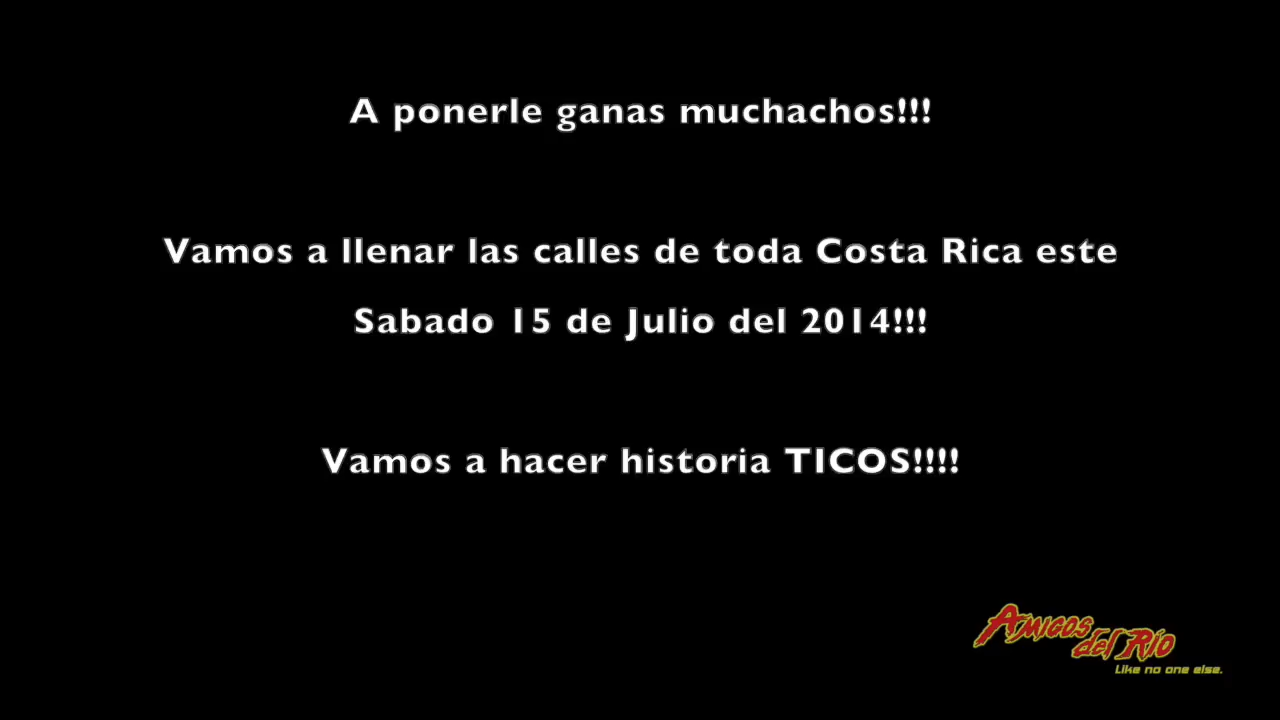 A ponerle ganas muchachos!!!
Vamos a llenar las calles de toda Costa Rica este
Sabado 15 de Julio del 2014!!!
Vamos a hacer historia TICOS!!!!
Amigos del Rio
Like no one else.